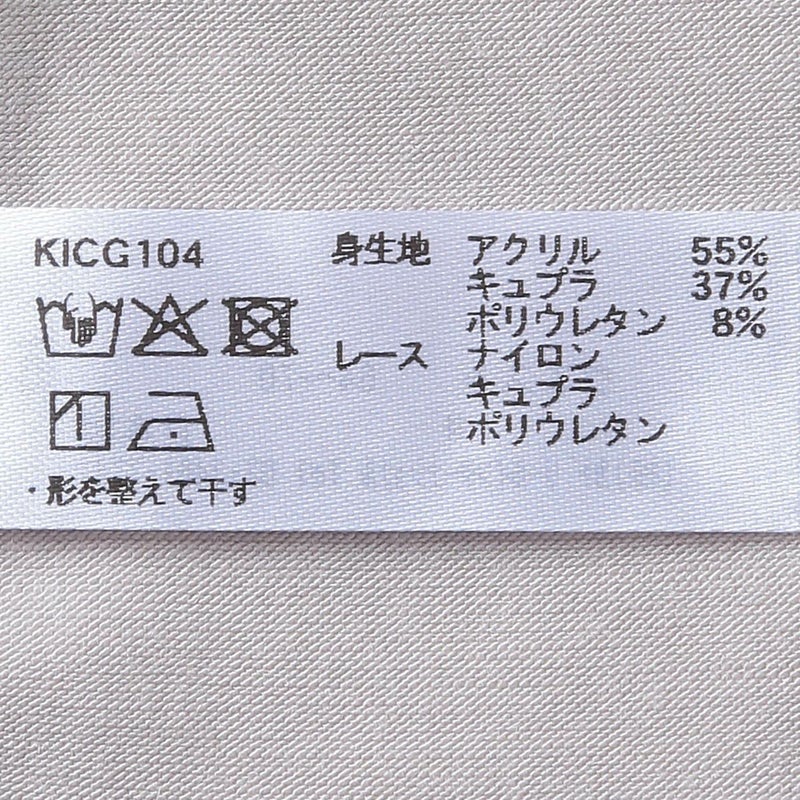 KICG104
身生地 アクリル 55%
キュプラ 37%
ポリウレタン 8%
レース ナイロン
キュプラ
ポリウレタン
・形を整えて干す